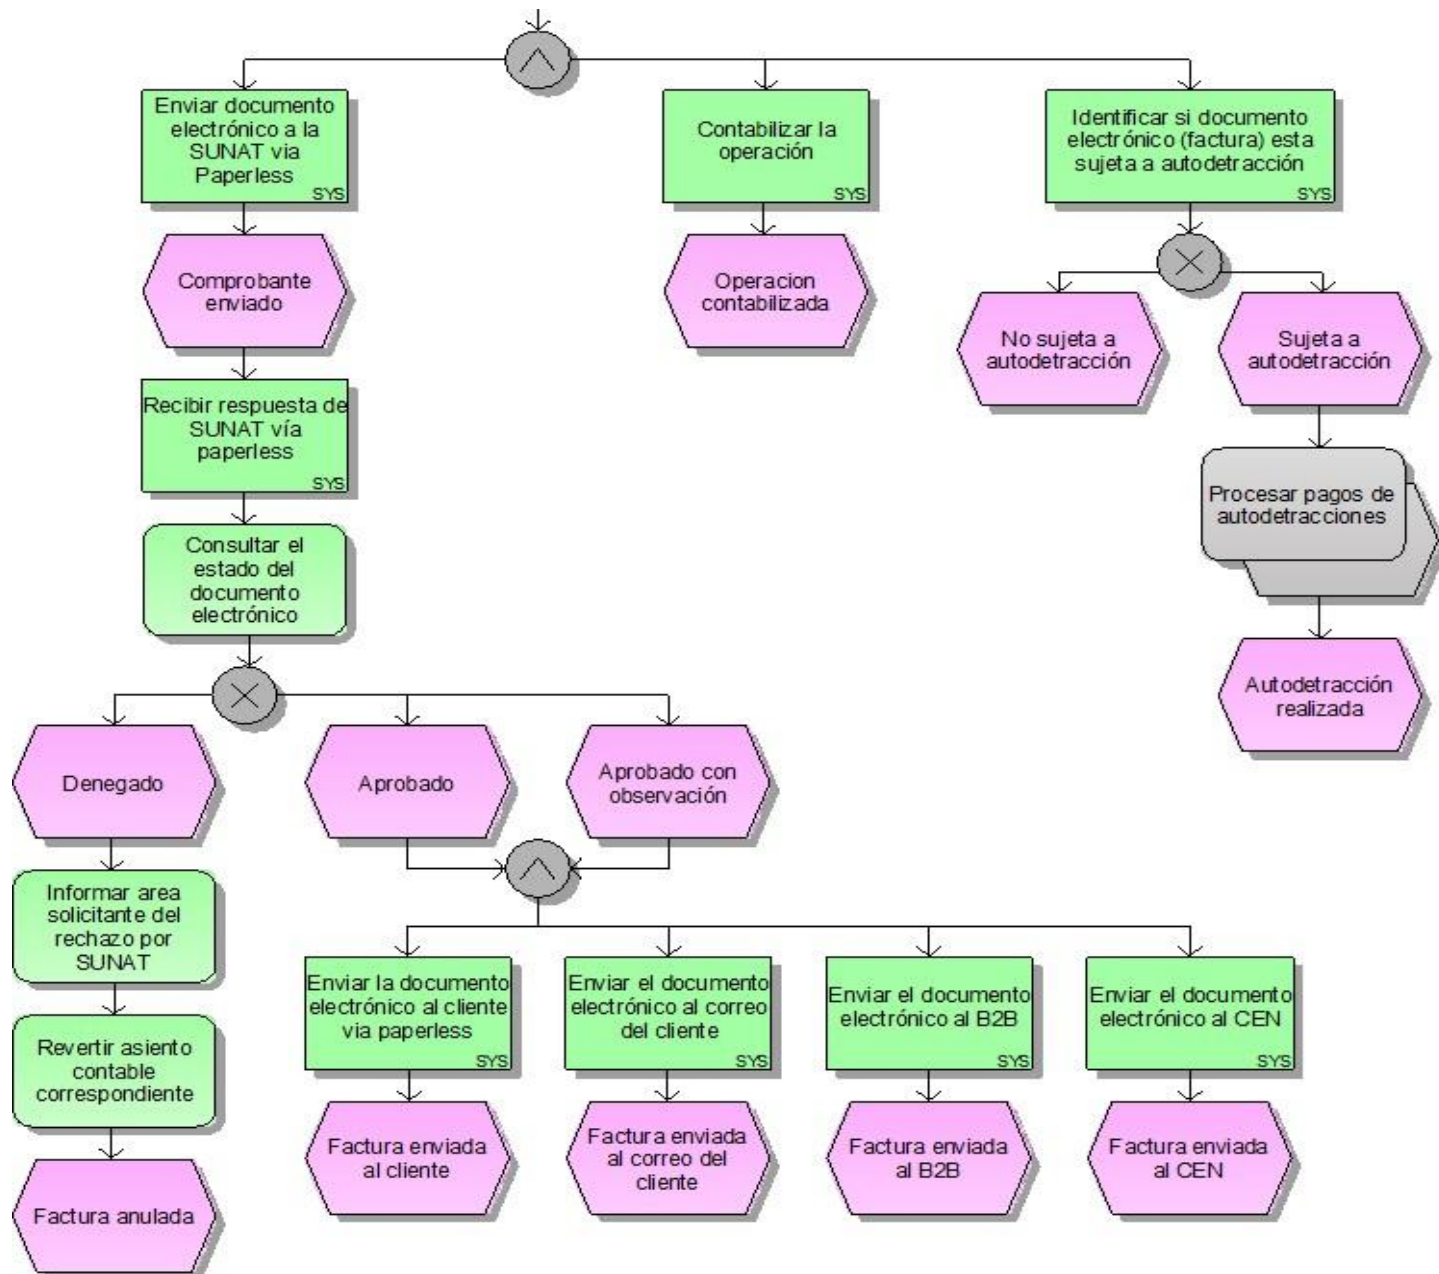 Enviar documento
electrónico a la
SUNAT via
Paperless
SYS
Contabilizar la
operación
SYS
Identificar si documento
electrónico (factura) esta
sujeta a autodetracción
SYS
Comprobante
enviado
Operacion
contabilizada
No sujeta a
autodetracción
Sujeta a
autodetracción
Recibir respuesta de
SUNAT vía
paperless
SYS
Procesar pagos de
autodetracciones
Consultar el
estado del
documento
electrónico
Autodetracción
realizada
Denegado
Aprobado
Aprobado con
observación
Informar area
solicitante del
rechazo por
SUNAT
Enviar la documento
electrónico al cliente
via paperless
SYS
Enviar el documento
electrónico al correo
del cliente
SYS
Enviar el documento
electrónico al B2B
SYS
Enviar el documento
electrónico al CEN
SYS
Revertir asiento
contable
correspondiente
Factura enviada
al cliente
Factura enviada
al correo del
cliente
Factura enviada
al B2B
Factura enviada
al CEN
Factura anulada